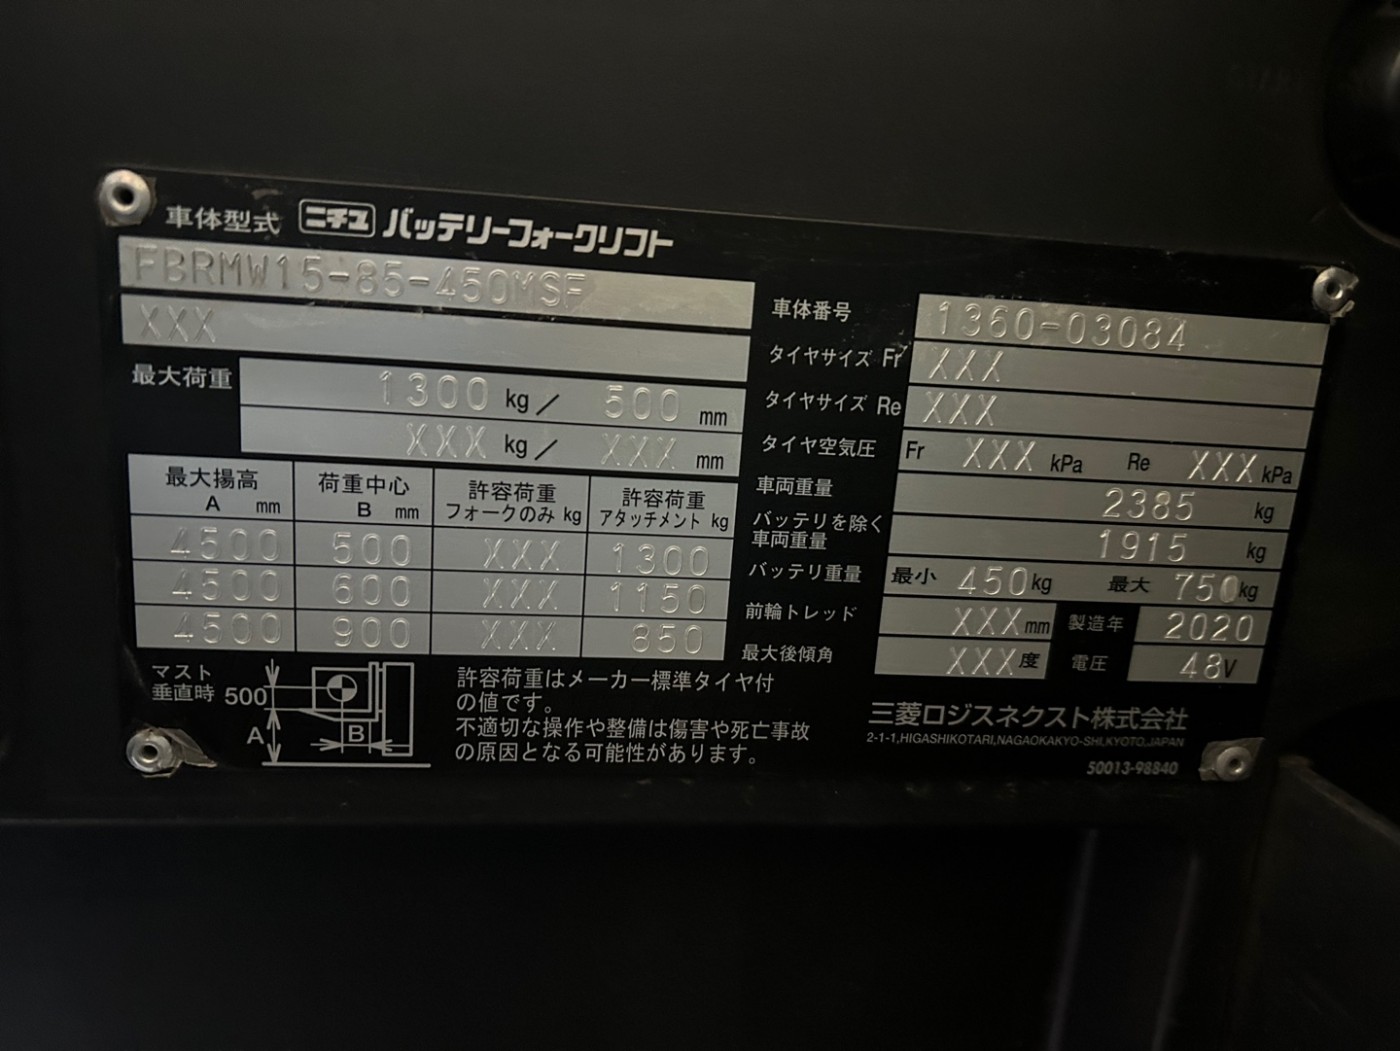 車体型式 ニチユ バッテリーフォークリフト
FBRMW15-85-450MSF
XXX
最大荷重 1300 kg / 500 mm
XXX kg / XXX mm
最大揚高 A mm 荷重中心 B mm 許容荷重 フォークのみ kg 許容荷重 アタッチメント kg
4500 500 XXX 1300
4500 600 XXX 1150
4500 900 XXX 850
マスト
垂直時 500
A
B
許容荷重はメーカー標準タイヤ付
の値です。
不適切な操作や整備は傷害や死亡事故
の原因となる可能性があります。
車体番号 1360-03084
タイヤサイズ Fr XXX
タイヤサイズ Re XXX
タイヤ空気圧 Fr XXX kPa Re XXX kPa
車両重量 2385 kg
バッテリを除く
車両重量 1915 kg
バッテリ重量 最小 450kg 最大 750kg
前輪トレッド XXX mm 製造年 2020
最大後傾角 XXX 度 電圧 48V
三菱ロジスネクスト株式会社
2-1-1,HIGASHIKOTARI,NAGAOKAKYO-SHI,KYOTO,JAPAN
50013-98840